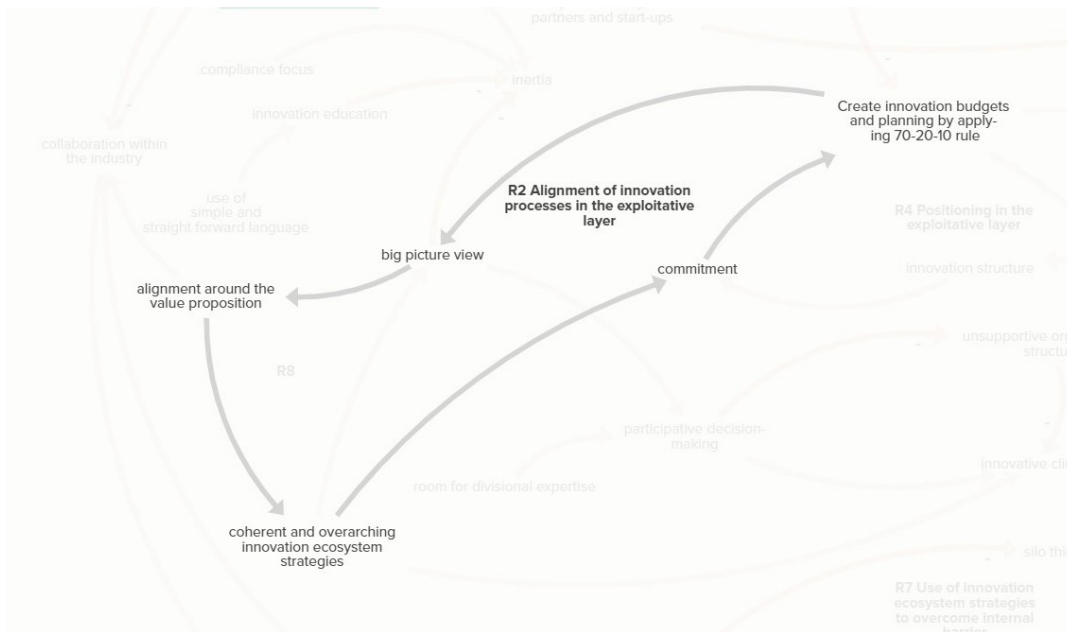 partners and start-ups
compliance focus
inertia
innovation education
Create innovation budgets
and planning by apply-
ing 70-20-10 rule
collaboration within
the industry
R2 Alignment of innovation
processes in the exploitative
layer
use of
simple and
straight forward language
R4 Positioning in the
exploitative layer
big picture view
commitment
innovation structure
alignment around the
value proposition
unsupportive
R8
participative decision-
making
innovative
room for divisional expertise
coherent and overarching
innovation ecosystem
strategies
silo
R7 Use of innovation
ecosystem strategies
to overcome internal
barrier